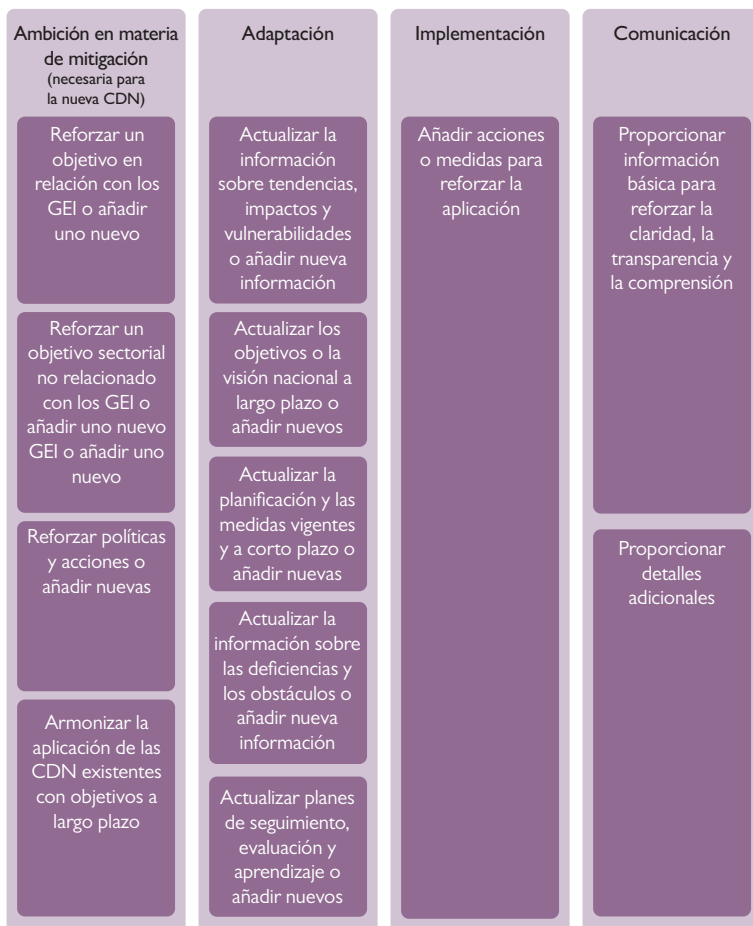 Ambición en materia
de mitigación
(necesaria para
la nueva CDN)
Reforzar un
objetivo en
relación con los
GEI o añadir
uno nuevo
Reforzar un
objetivo sectorial
no relacionado
con los GEI o
añadir uno nuevo
GEI o añadir uno
nuevo
Reforzar políticas
y acciones o
añadir nuevas
Armonizar la
aplicación de las
CDN existentes
con objetivos a
largo plazo
Adaptación
Actualizar la
información
sobre tendencias,
impactos y
vulnerabilidades
o añadir nueva
información
Actualizar los
objetivos o la
visión nacional a
largo plazo o
añadir nuevos
Actualizar la
planificación y las
medidas vigentes
y a corto plazo o
añadir nuevas
Actualizar la
información sobre
las deficiencias y
los obstáculos o
añadir nueva
información
Actualizar planes
de seguimiento,
evaluación y
aprendizaje o
añadir nuevos
Implementación
Añadir acciones
o medidas para
reforzar la
aplicación
Comunicación
Proporcionar
información
básica para
reforzar la
claridad, la
transparencia y
la comprensión
Proporcionar
detalles
adicionales